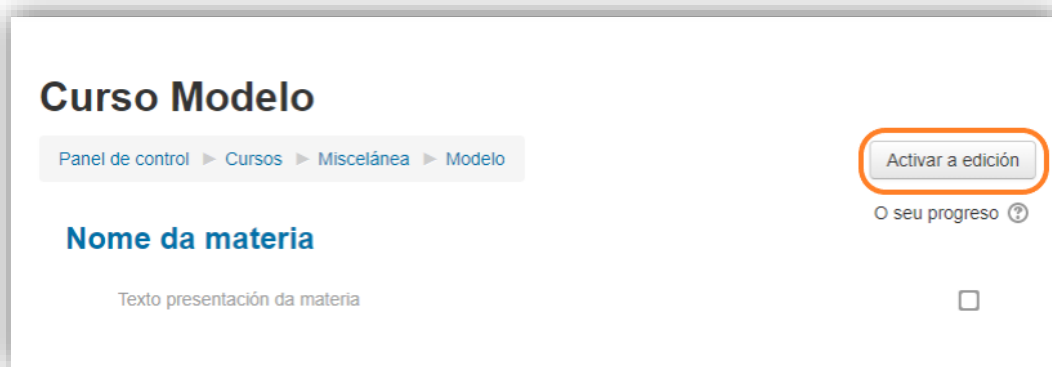 Curso Modelo
Panel de control ▶ Cursos ▶ Miscelánea ▶ Modelo
Activar a edición
O seu progreso ?
Nome da materia
Texto presentación da materia